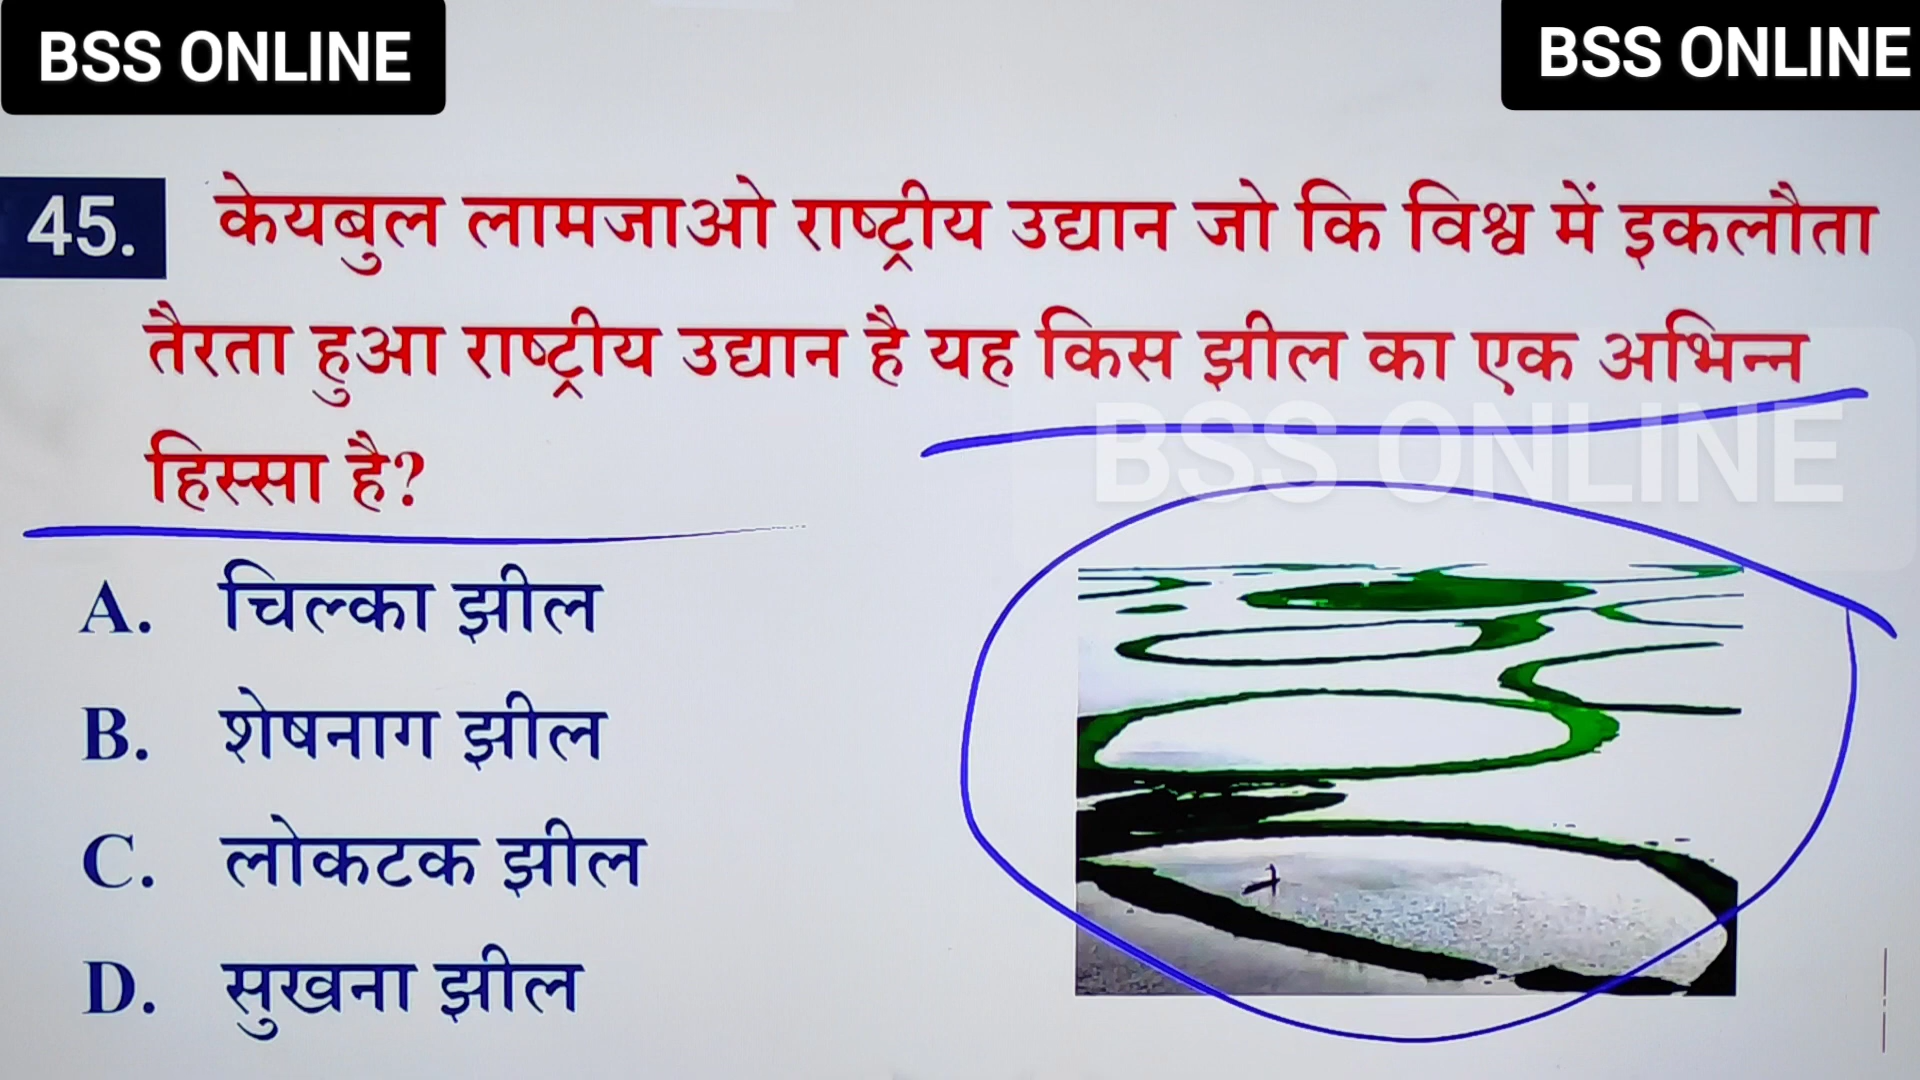 BSS ONLINE
BSS ONLINE
45. केयबुल लामजाओ राष्ट्रीय उद्यान जो कि विश्व में इकलौता
तैरता हुआ राष्ट्रीय उद्यान है यह किस झील का एक अभिन्न
हिस्सा है?
BSS ONLINE
A. चिल्का झील
B. शेषनाग झील
C. लोकटक झील
D. सुखना झील